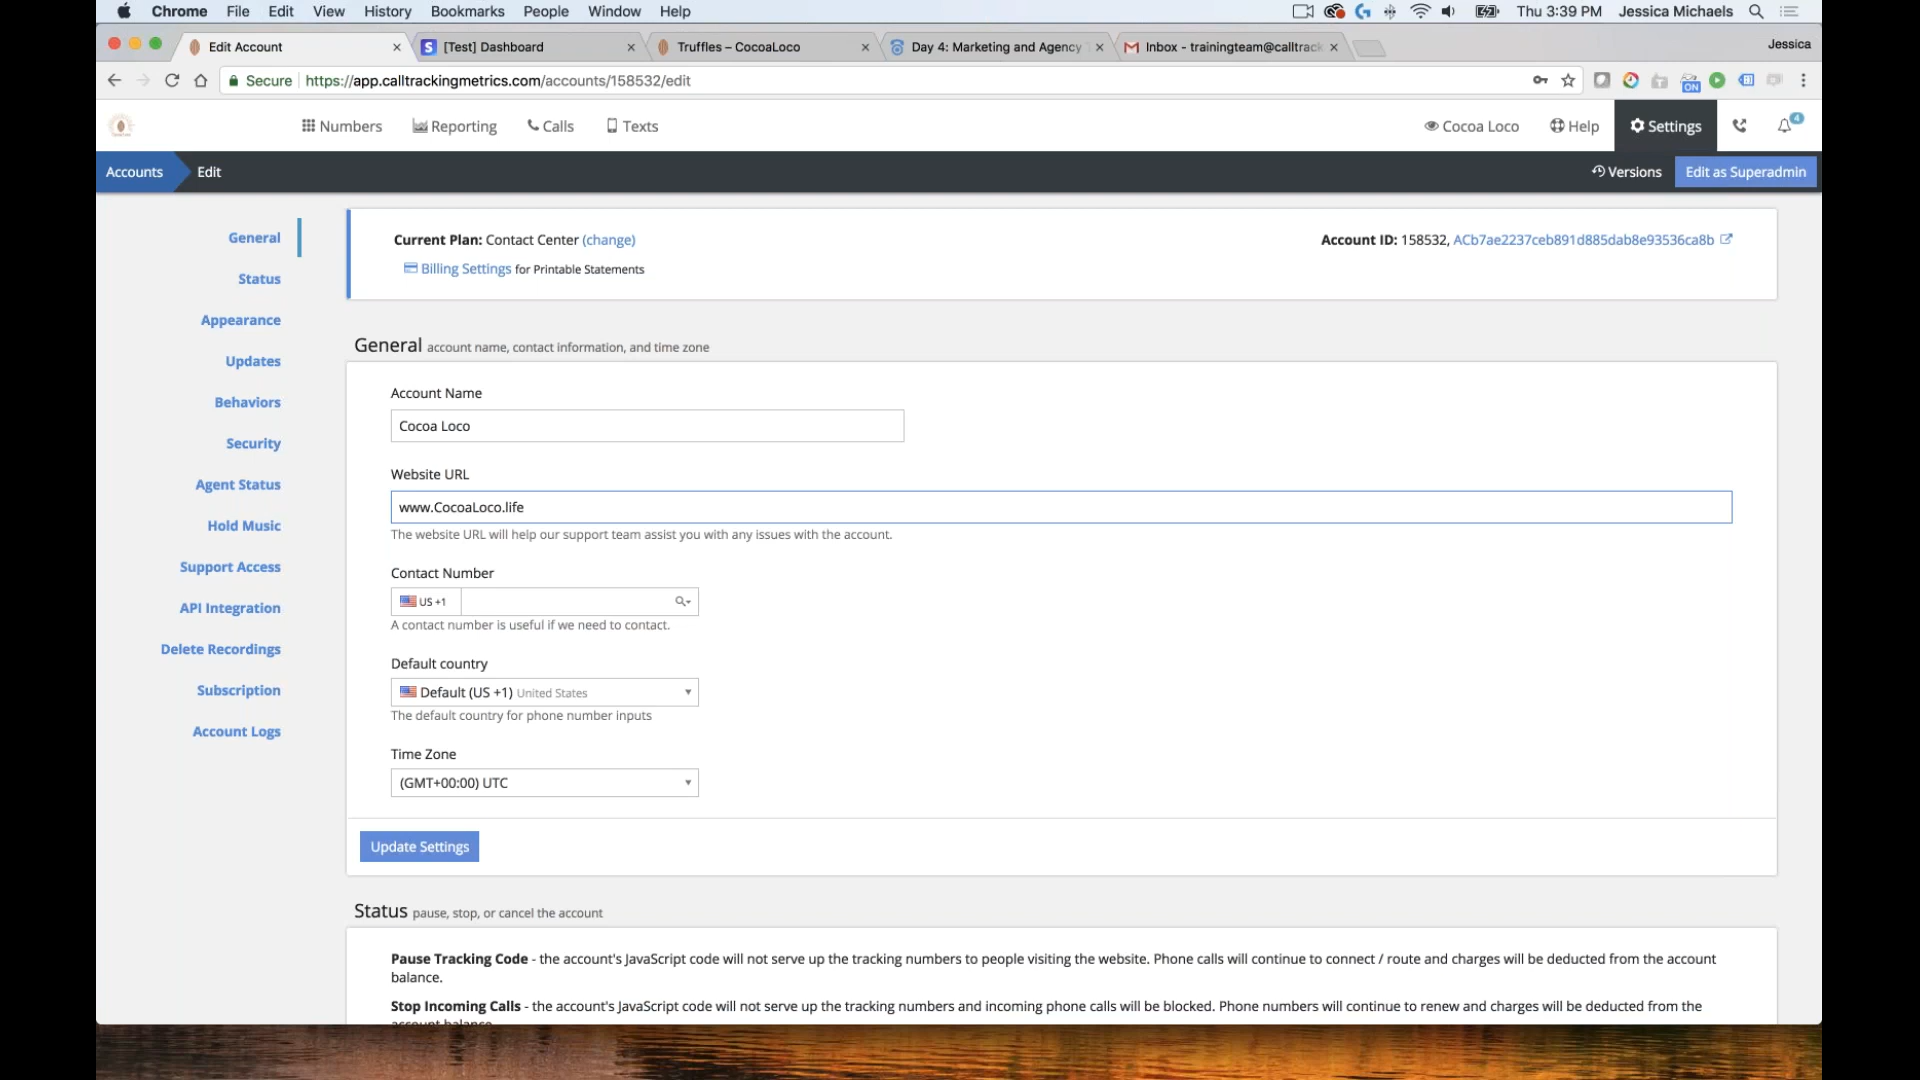 Chrome File Edit View History Bookmarks People Window Help Thu 3:39 PM Jessica Michaels
Edit Account [Test] Dashboard Truffles – CocoaLoco Day 4: Marketing and Agency Inbox - trainingteam@calltrack Jessica
Secure https://app.calltrackingmetrics.com/accounts/158532/edit ON
Numbers Reporting Calls Texts Cocoa Loco Help Settings 4
Accounts Edit Versions Edit as Superadmin
General
Status
Appearance
Updates
Behaviors
Security
Agent Status
Hold Music
Support Access
API Integration
Delete Recordings
Subscription
Account Logs
Current Plan: Contact Center (change) Account ID: 158532, ACb7ae2237ceb891d885dab8e93536ca8b
Billing Settings for Printable Statements
General account name, contact information, and time zone
Account Name
Cocoa Loco
Website URL
www.CocoaLoco.life
The website URL will help our support team assist you with any issues with the account.
Contact Number
US +1
A contact number is useful if we need to contact.
Default country
Default (US +1) United States
The default country for phone number inputs
Time Zone
(GMT+00:00) UTC
Update Settings
Status pause, stop, or cancel the account
Pause Tracking Code - the account's JavaScript code will not serve up the tracking numbers to people visiting the website. Phone calls will continue to connect / route and charges will be deducted from the account
balance.
Stop Incoming Calls - the account's JavaScript code will not serve up the tracking numbers and incoming phone calls will be blocked. Phone numbers will continue to renew and charges will be deducted from the
account balance.